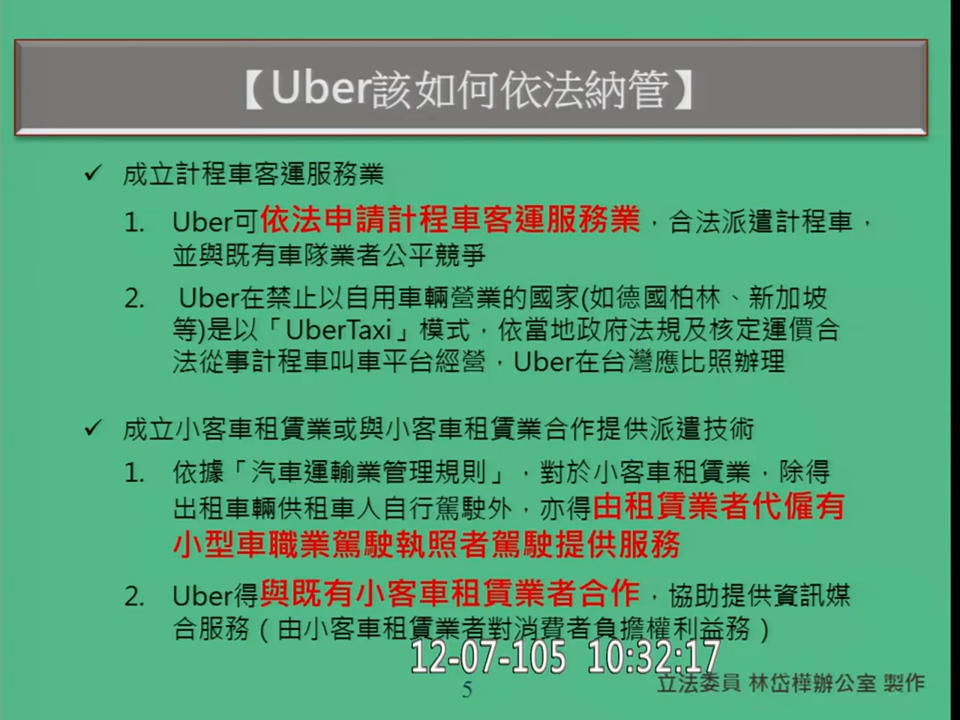 【Uber該如何依法納管】
✓ 成立計程車客運服務業
1. Uber可依法申請計程車客運服務業，合法派遣計程車，
並與既有車隊業者公平競爭
2. Uber在禁止以自用車輛營業的國家(如德國柏林、新加坡
等)是以「UberTaxi」模式，依當地政府法規及核定運價合
法從事計程車叫車平台經營，Uber在台灣應比照辦理
✓ 成立小客車租賃業或與小客車租賃業合作提供派遣技術
1. 依據「汽車運輸業管理規則」，對於小客車租賃業，除得
出租車輛供租車人自行駕駛外，亦得由租賃業者代僱有
小型車職業駕駛執照者駕駛提供服務
2. Uber得與既有小客車租賃業者合作，協助提供資訊媒
合服務（由小客車租賃業者對消費者負擔權利益務）
12-07-105 10:32:17
5
立法委員 林岱樺辦公室 製作